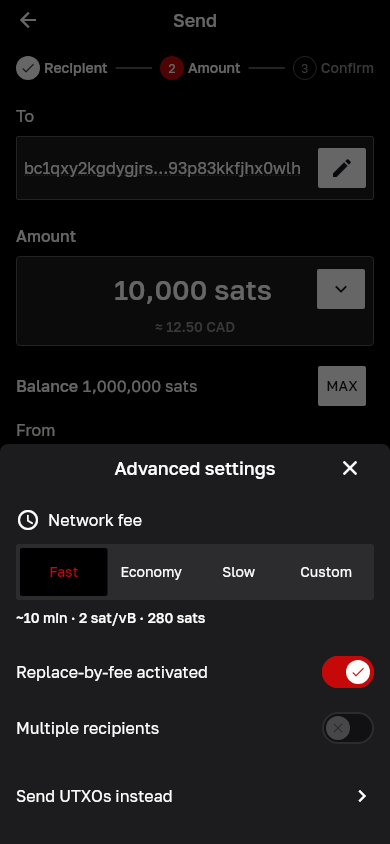 Send
Recipient 2 Amount 3 Confirm
To
bc1qxy2kgdygjrs...93p83kkfjhx0wlh
Amount
10,000 sats
≈ 12.50 CAD
Balance 1,000,000 sats MAX
From
Advanced settings
Network fee
Fast Economy Slow Custom
~10 min · 2 sat/vB · 280 sats
Replace-by-fee activated
Multiple recipients
Send UTXOs instead